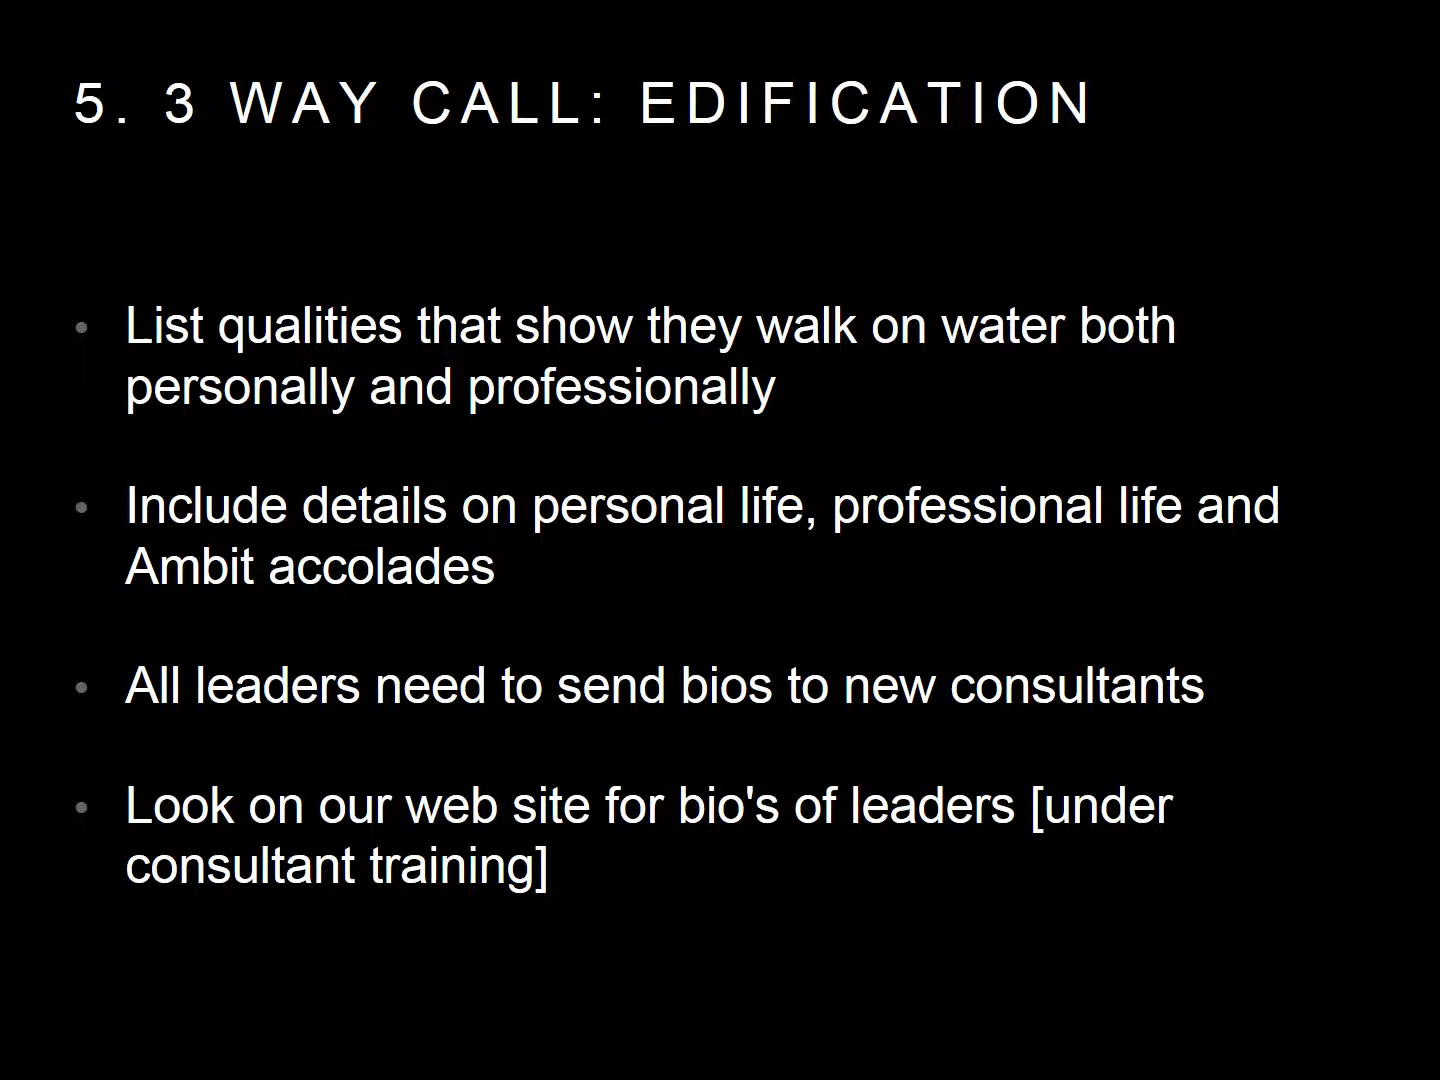 5. 3 WAY CALL: EDIFICATION
• List qualities that show they walk on water both
personally and professionally
• Include details on personal life, professional life and
Ambit accolades
• All leaders need to send bios to new consultants
• Look on our web site for bio's of leaders [under
consultant training]